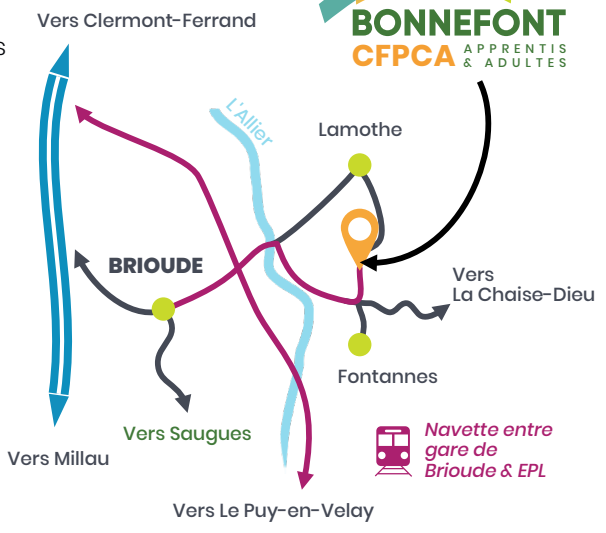 Vers Clermont-Ferrand
S
BONNEFONT
CFPCA APPRENTIS
& ADULTES
L'Allier
Lamothe
BRIOUDE
Vers
La Chaise-Dieu
Fontannes
Vers Saugues
Navette entre
gare de
Brioude & EPL
Vers Millau
Vers Le Puy-en-Velay